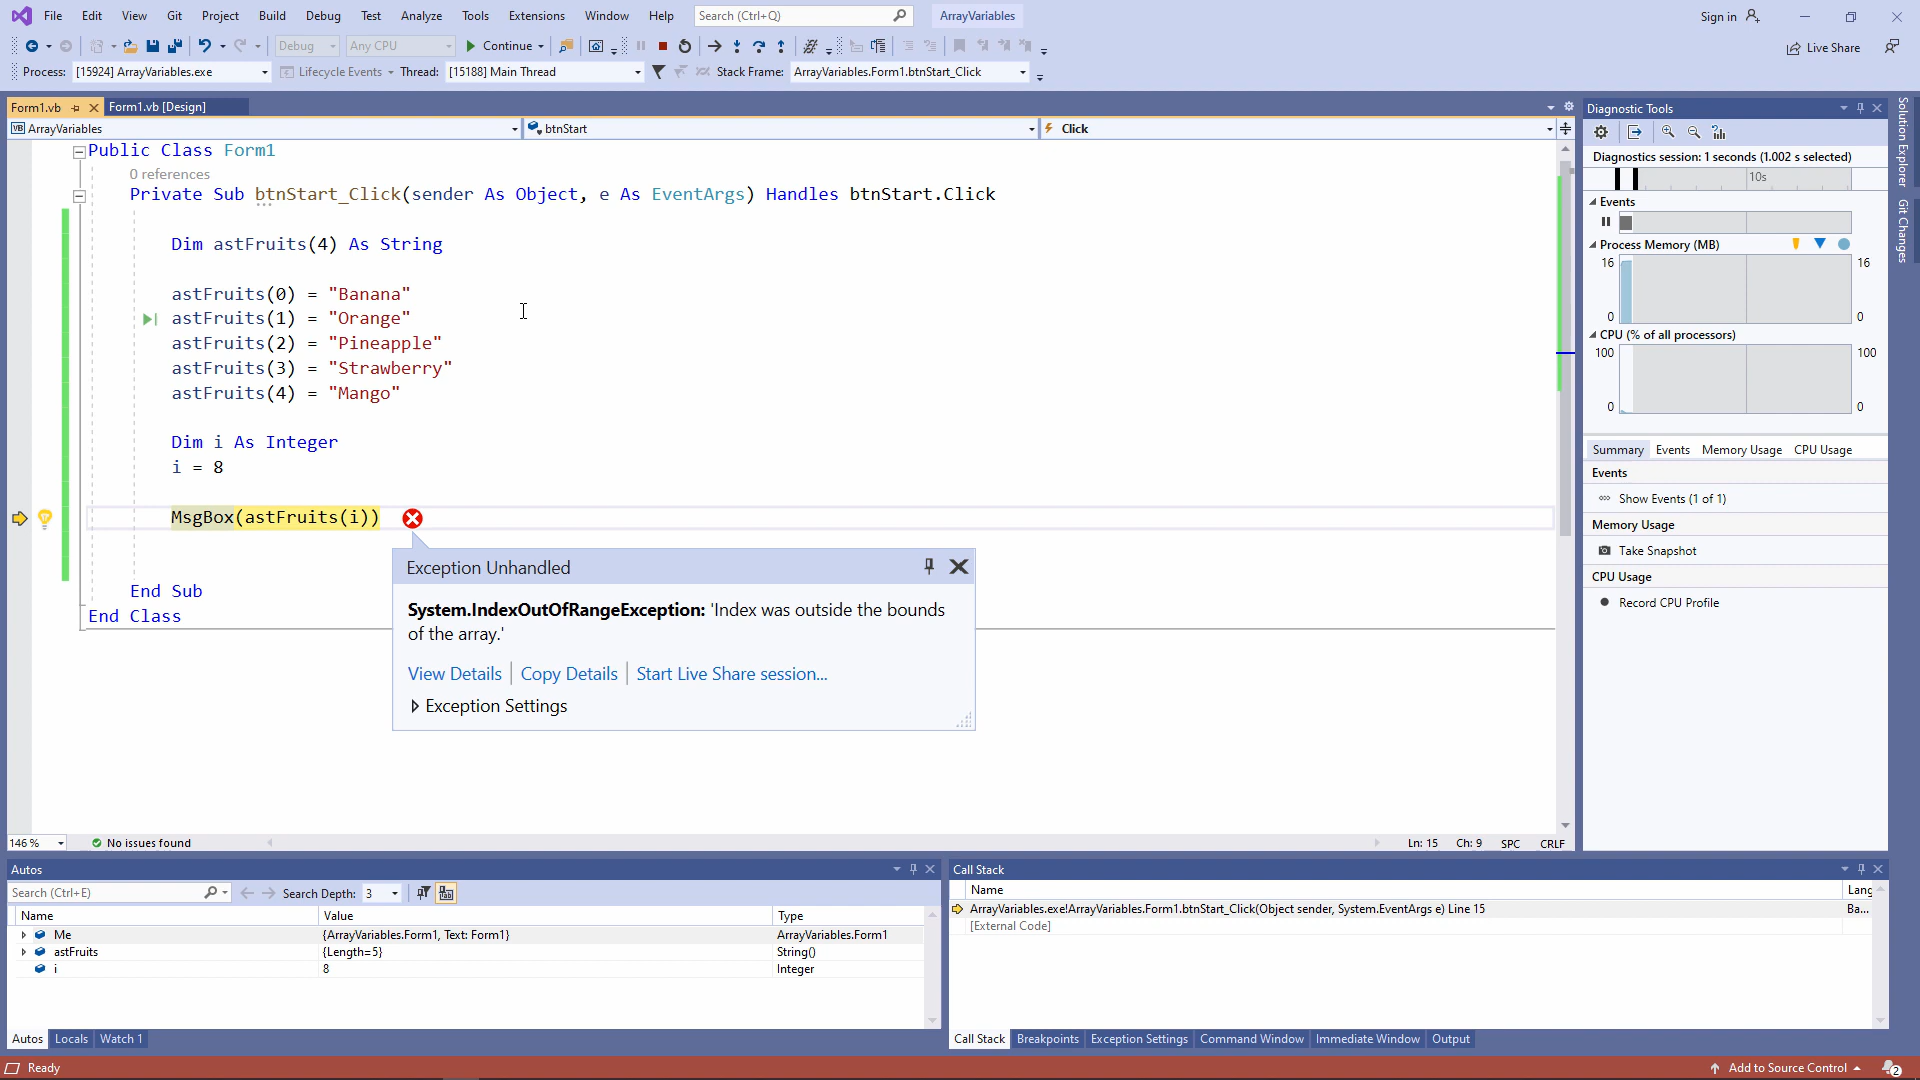 File Edit View Git Project Build Debug Test Analyze Tools Extensions Window Help Search (Ctrl+Q) ArrayVariables Sign in
Debug Any CPU Continue Live Share
Process: [15924] ArrayVariables.exe Lifecycle Events Thread: [15188] Main Thread Stack Frame: ArrayVariables.Form1.btnStart_Click
Form1.vb Form1.vb [Design]
VB ArrayVariables btnStart Click
Public Class Form1
0 references
Private Sub btnStart_Click(sender As Object, e As EventArgs) Handles btnStart.Click
Dim astFruits(4) As String
astFruits(0) = "Banana"
astFruits(1) = "Orange"
astFruits(2) = "Pineapple"
astFruits(3) = "Strawberry"
astFruits(4) = "Mango"
Dim i As Integer
i = 8
MsgBox(astFruits(i))
End Sub
End Class
Exception Unhandled
System.IndexOutOfRangeException: 'Index was outside the bounds
of the array.'
View Details Copy Details Start Live Share session...
Exception Settings
146 % No issues found Ln: 15 Ch: 9 SPC CRLF
Diagnostic Tools
Diagnostics session: 1 seconds (1.002 s selected)
10s
Events
Process Memory (MB)
16 16
0 0
CPU (% of all processors)
100 100
0 0
Summary Events Memory Usage CPU Usage
Events
Show Events (1 of 1)
Memory Usage
Take Snapshot
CPU Usage
Record CPU Profile
Solution Explorer
Git Changes
Autos
Search (Ctrl+E) Search Depth: 3
Name Value Type
Me {ArrayVariables.Form1, Text: Form1} ArrayVariables.Form1
astFruits {Length=5} String()
i 8 Integer
Autos Locals Watch 1
Call Stack
Name Lang
ArrayVariables.exe!ArrayVariables.Form1.btnStart_Click(Object sender, System.EventArgs e) Line 15 Ba...
[External Code]
Call Stack Breakpoints Exception Settings Command Window Immediate Window Output
Ready Add to Source Control 2